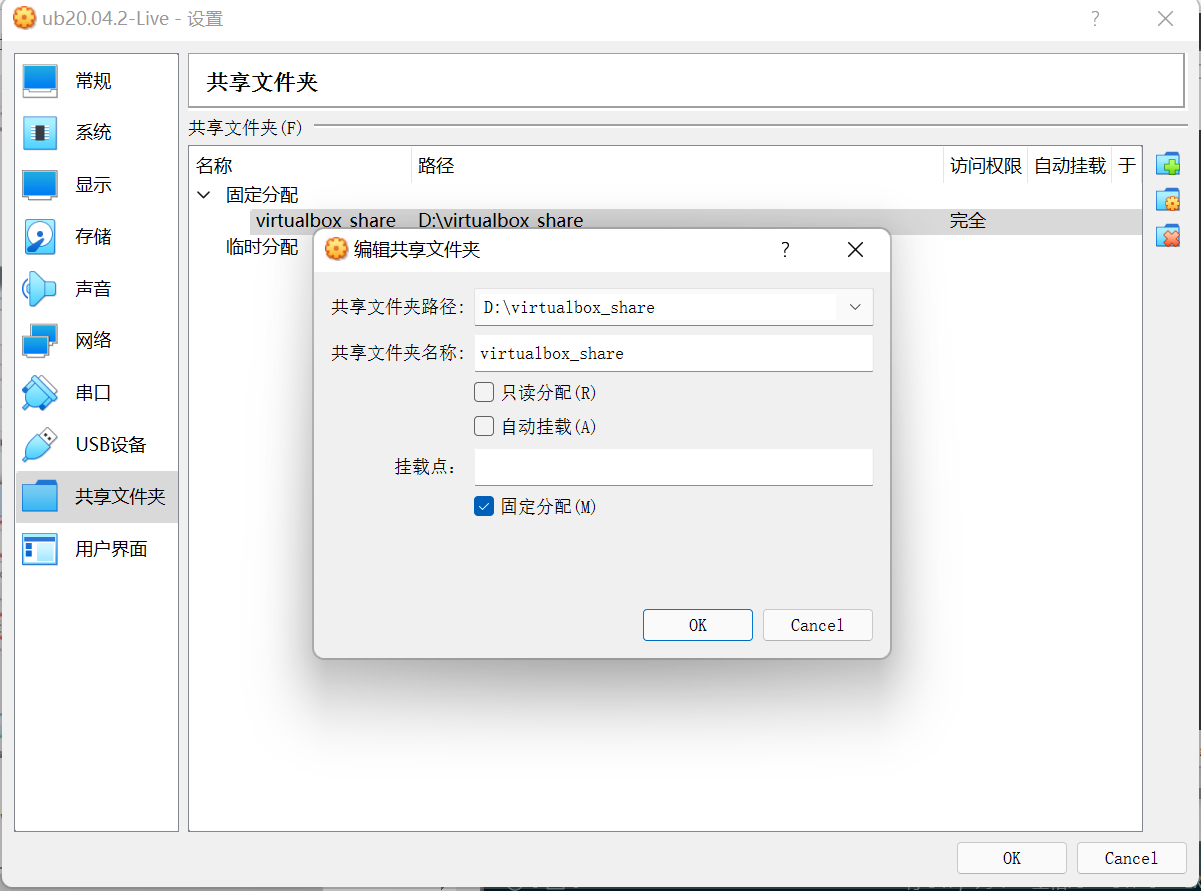 ub20.04.2-Live - 设置
?
常规
系统
显示
存储
声音
网络
串口
USB设备
共享文件夹
用户界面
共享文件夹
共享文件夹(F)
名称 路径 访问权限 自动挂载 于
固定分配
virtualbox_share D:\virtualbox_share 完全
临时分配
编辑共享文件夹 ?
共享文件夹路径: D:\virtualbox_share
共享文件夹名称: virtualbox_share
只读分配(R)
自动挂载(A)
挂载点:
固定分配(M)
OK Cancel
OK Cancel